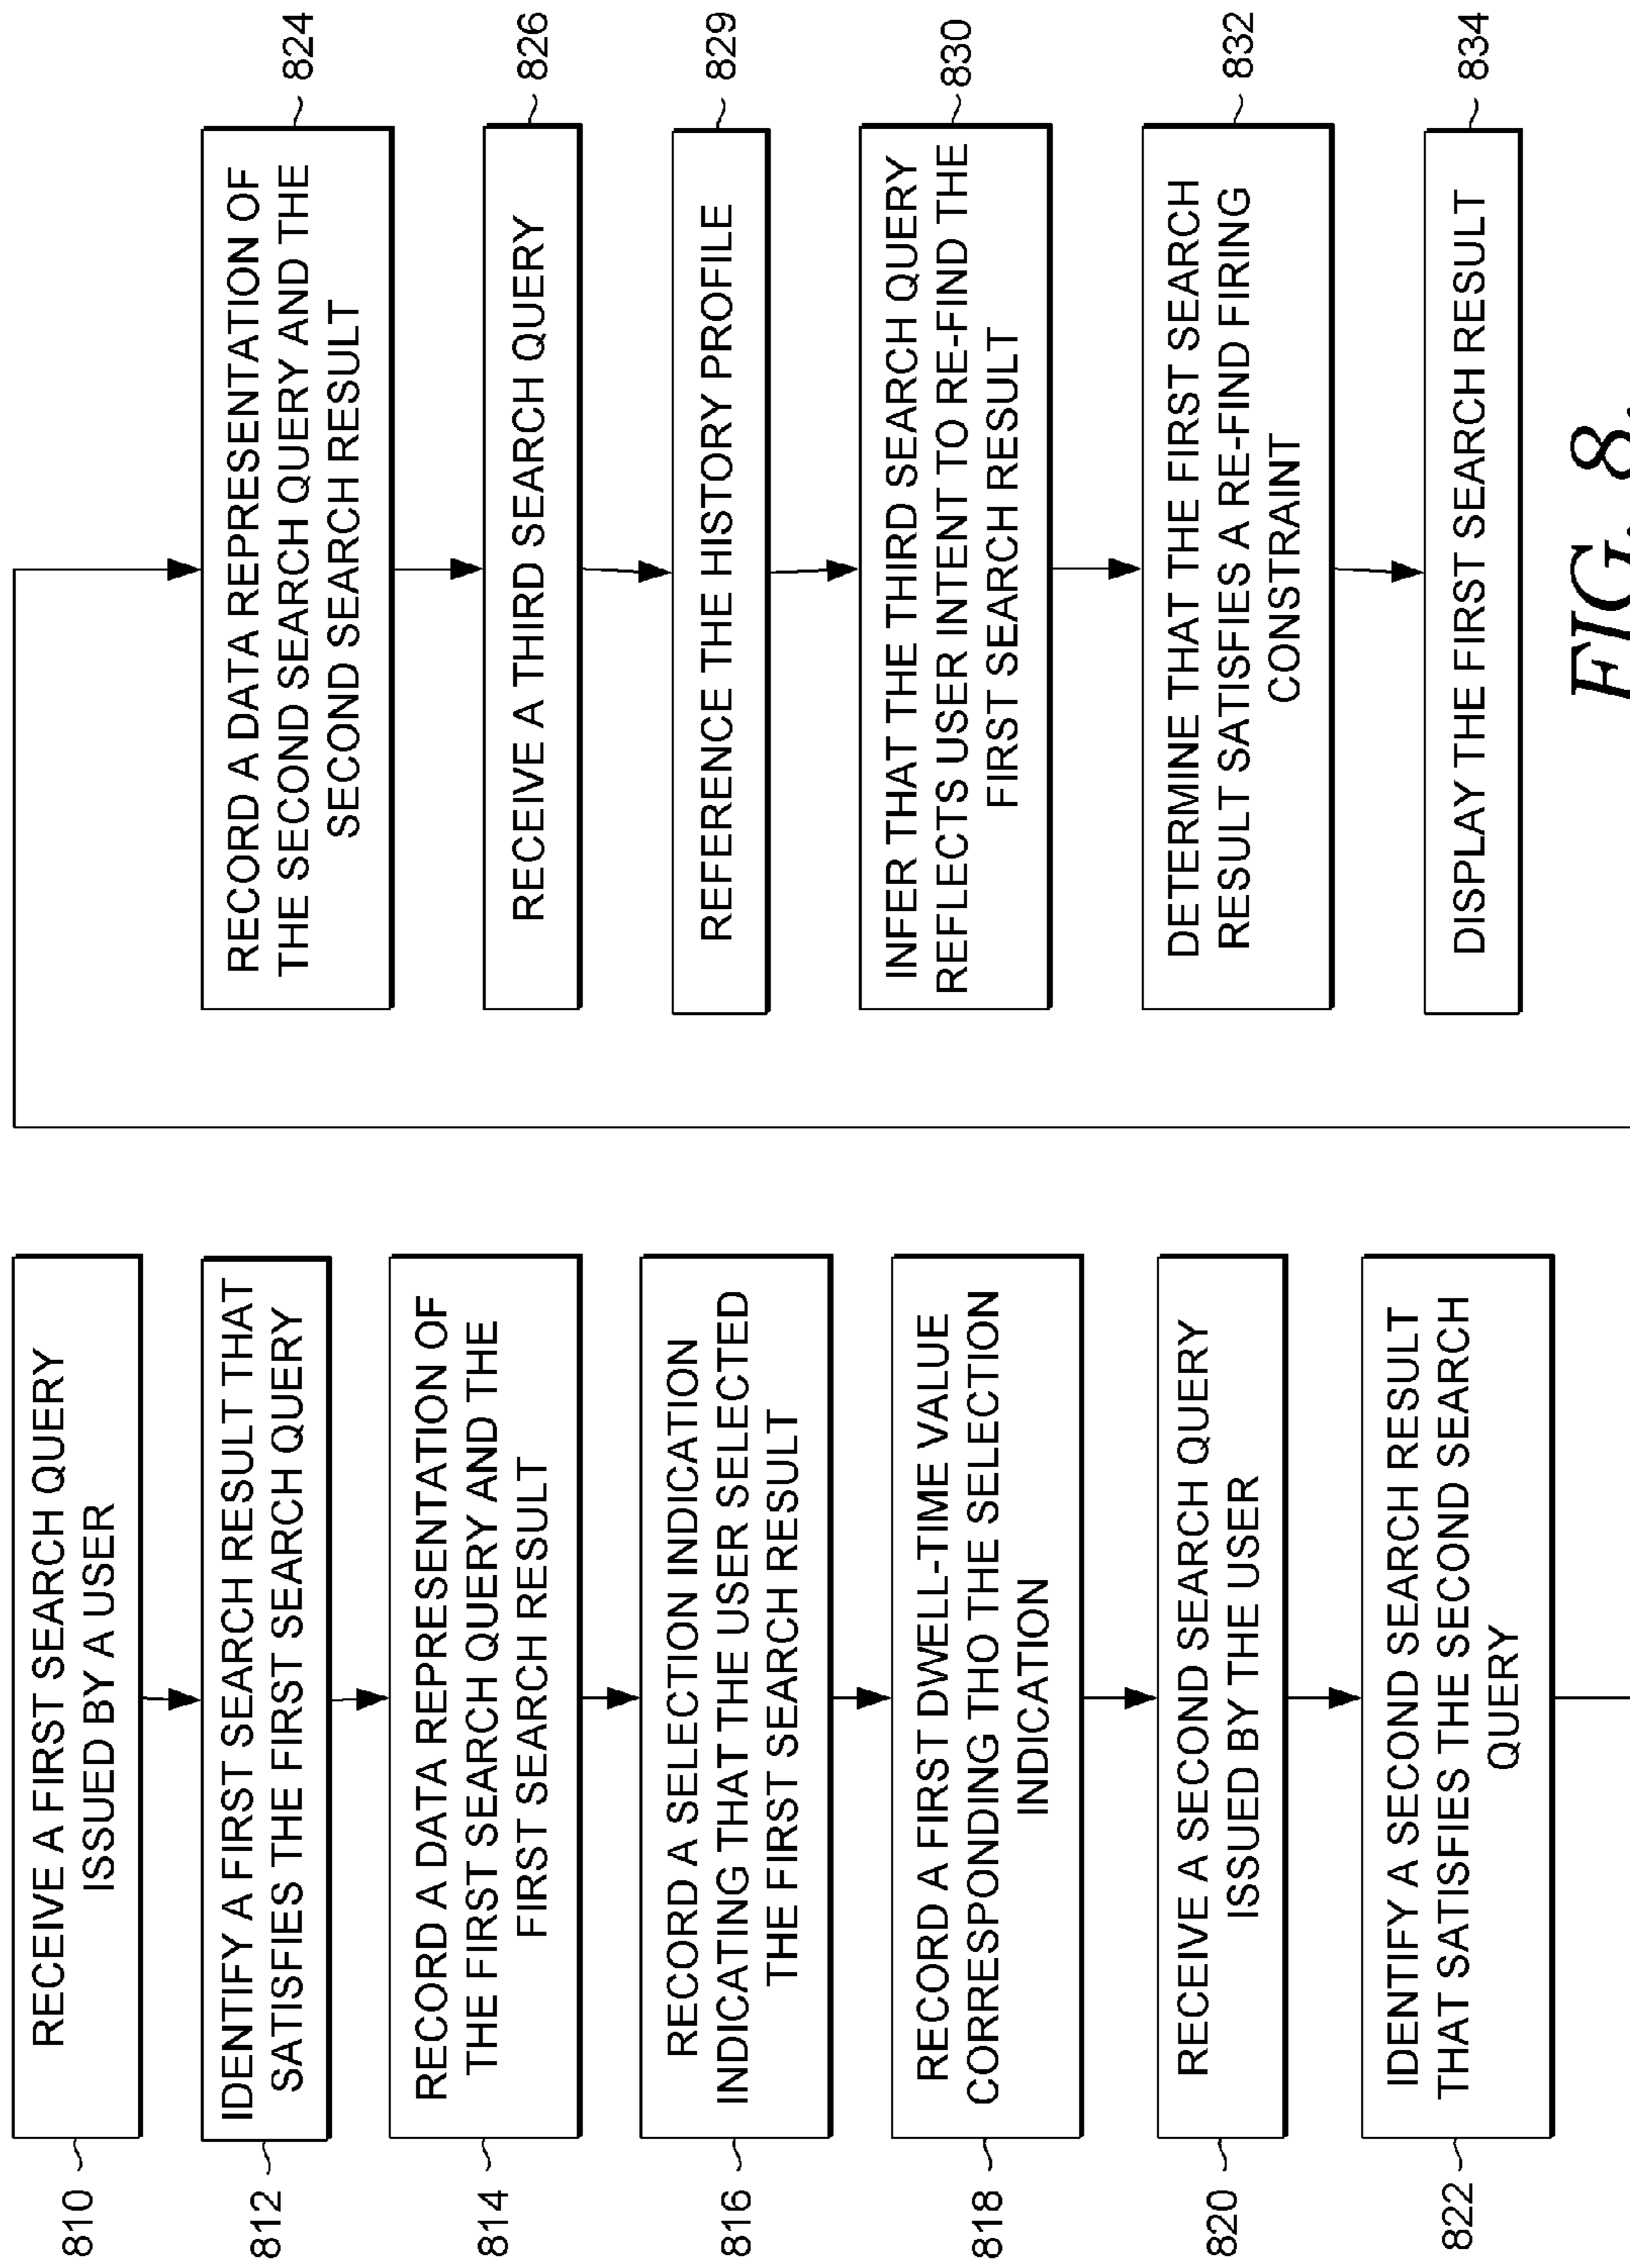 810
RECEIVE A FIRST SEARCH QUERY
ISSUED BY A USER
812
IDENTIFY A FIRST SEARCH RESULT THAT
SATISFIES THE FIRST SEARCH QUERY
814
RECORD A DATA REPRESENTATION OF
THE FIRST SEARCH QUERY AND THE
FIRST SEARCH RESULT
816
RECORD A SELECTION INDICATION
INDICATING THAT THE USER SELECTED
THE FIRST SEARCH RESULT
818
RECORD A FIRST DWELL-TIME VALUE
CORRESPONDING THO THE SELECTION
INDICATION
820
RECEIVE A SECOND SEARCH QUERY
ISSUED BY THE USER
822
IDENTIFY A SECOND SEARCH RESULT
THAT SATISFIES THE SECOND SEARCH
QUERY
824
RECORD A DATA REPRESENTATION OF
THE SECOND SEARCH QUERY AND THE
SECOND SEARCH RESULT
826
RECEIVE A THIRD SEARCH QUERY
829
REFERENCE THE HISTORY PROFILE
830
INFER THAT THE THIRD SEARCH QUERY
REFLECTS USER INTENT TO RE-FIND THE
FIRST SEARCH RESULT
832
DETERMINE THAT THE FIRST SEARCH
RESULT SATISFIES A RE-FIND FIRING
CONSTRAINT
834
DISPLAY THE FIRST SEARCH RESULT
FIG. 8.